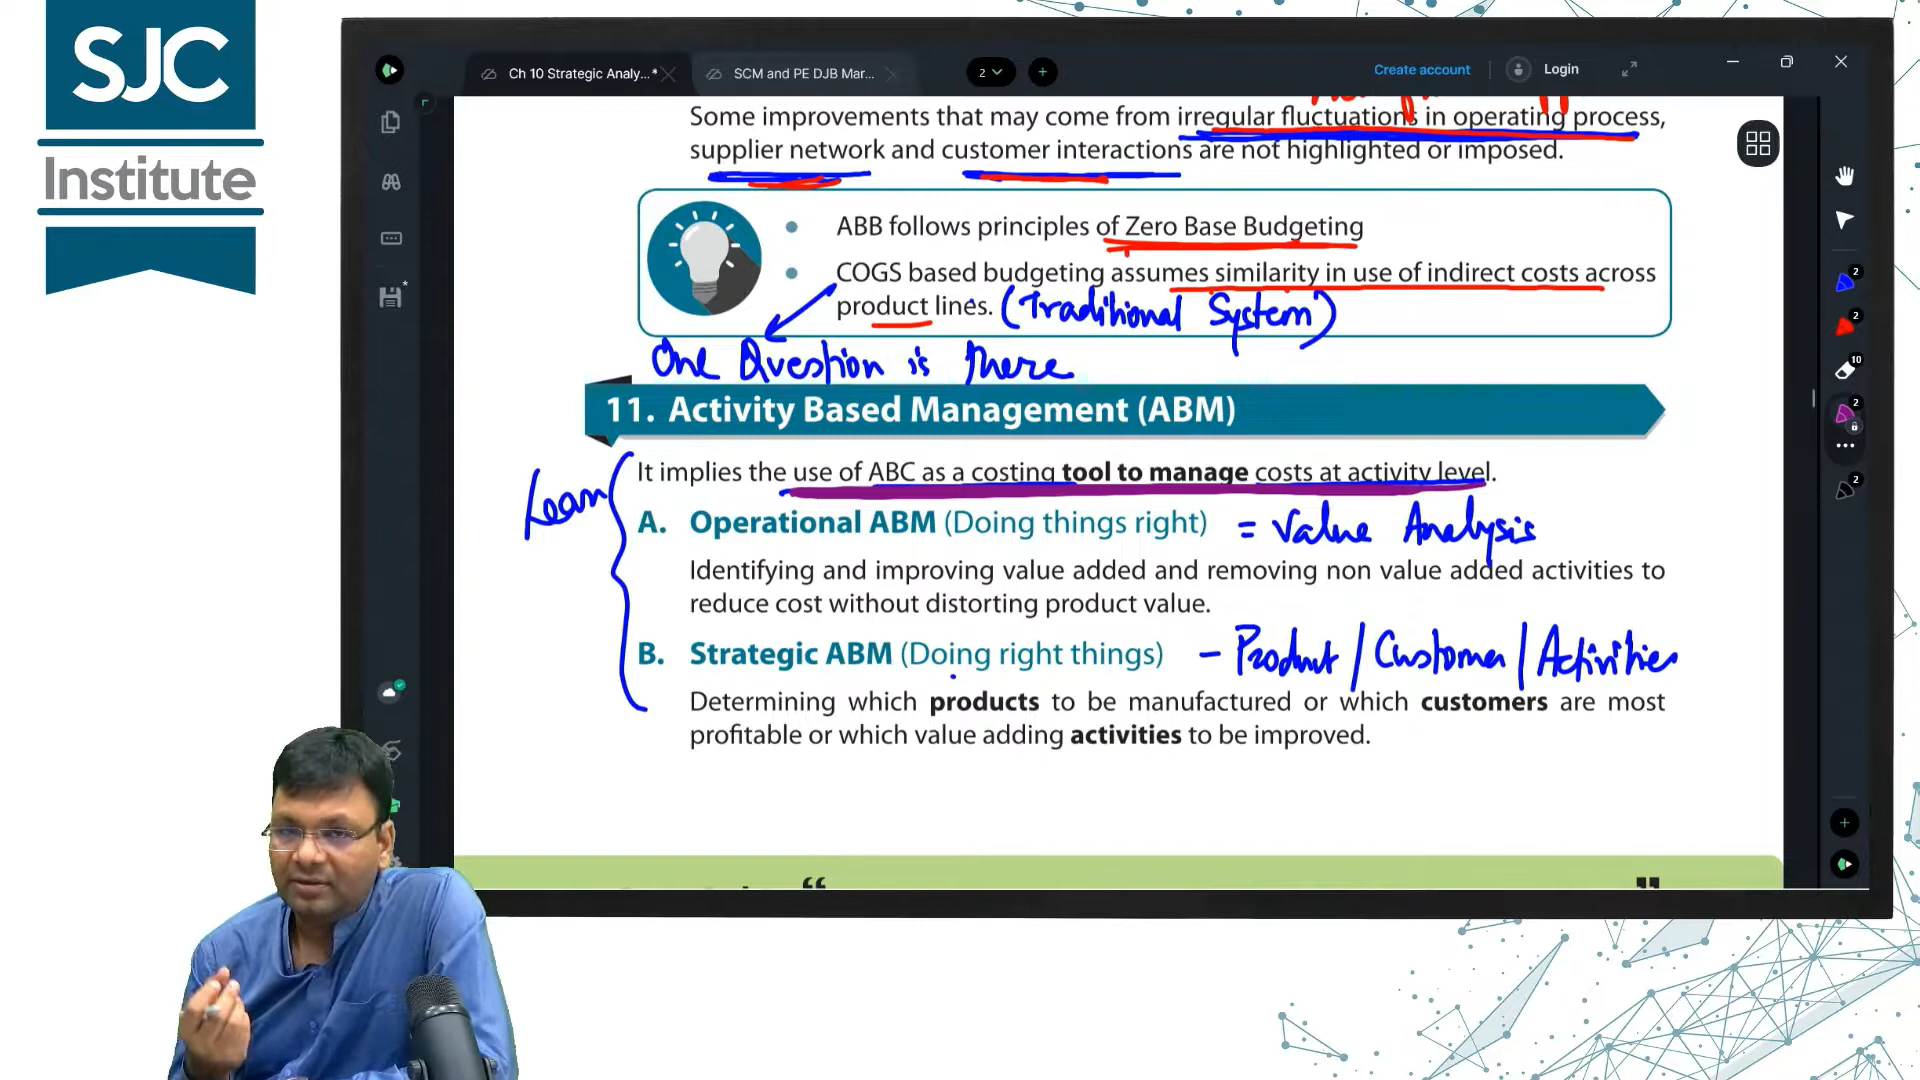 SJC
Institute
Ch 10 Strategic Analy...*
SCM and PE DJB Mar...
2
Create account
Login
Some improvements that may come from irregular fluctuations in operating process,
supplier network and customer interactions are not highlighted or imposed.
ABB follows principles of Zero Base Budgeting
COGS based budgeting assumes similarity in use of indirect costs across
product lines. (Traditional System)
One Question is there
11. Activity Based Management (ABM)
Learn
It implies the use of ABC as a costing tool to manage costs at activity level.
A. Operational ABM (Doing things right) = Value Analysis
Identifying and improving value added and removing non value added activities to
reduce cost without distorting product value.
B. Strategic ABM (Doing right things) - Product / Customer / Activities
Determining which products to be manufactured or which customers are most
profitable or which value adding activities to be improved.
2
2
10
2
2